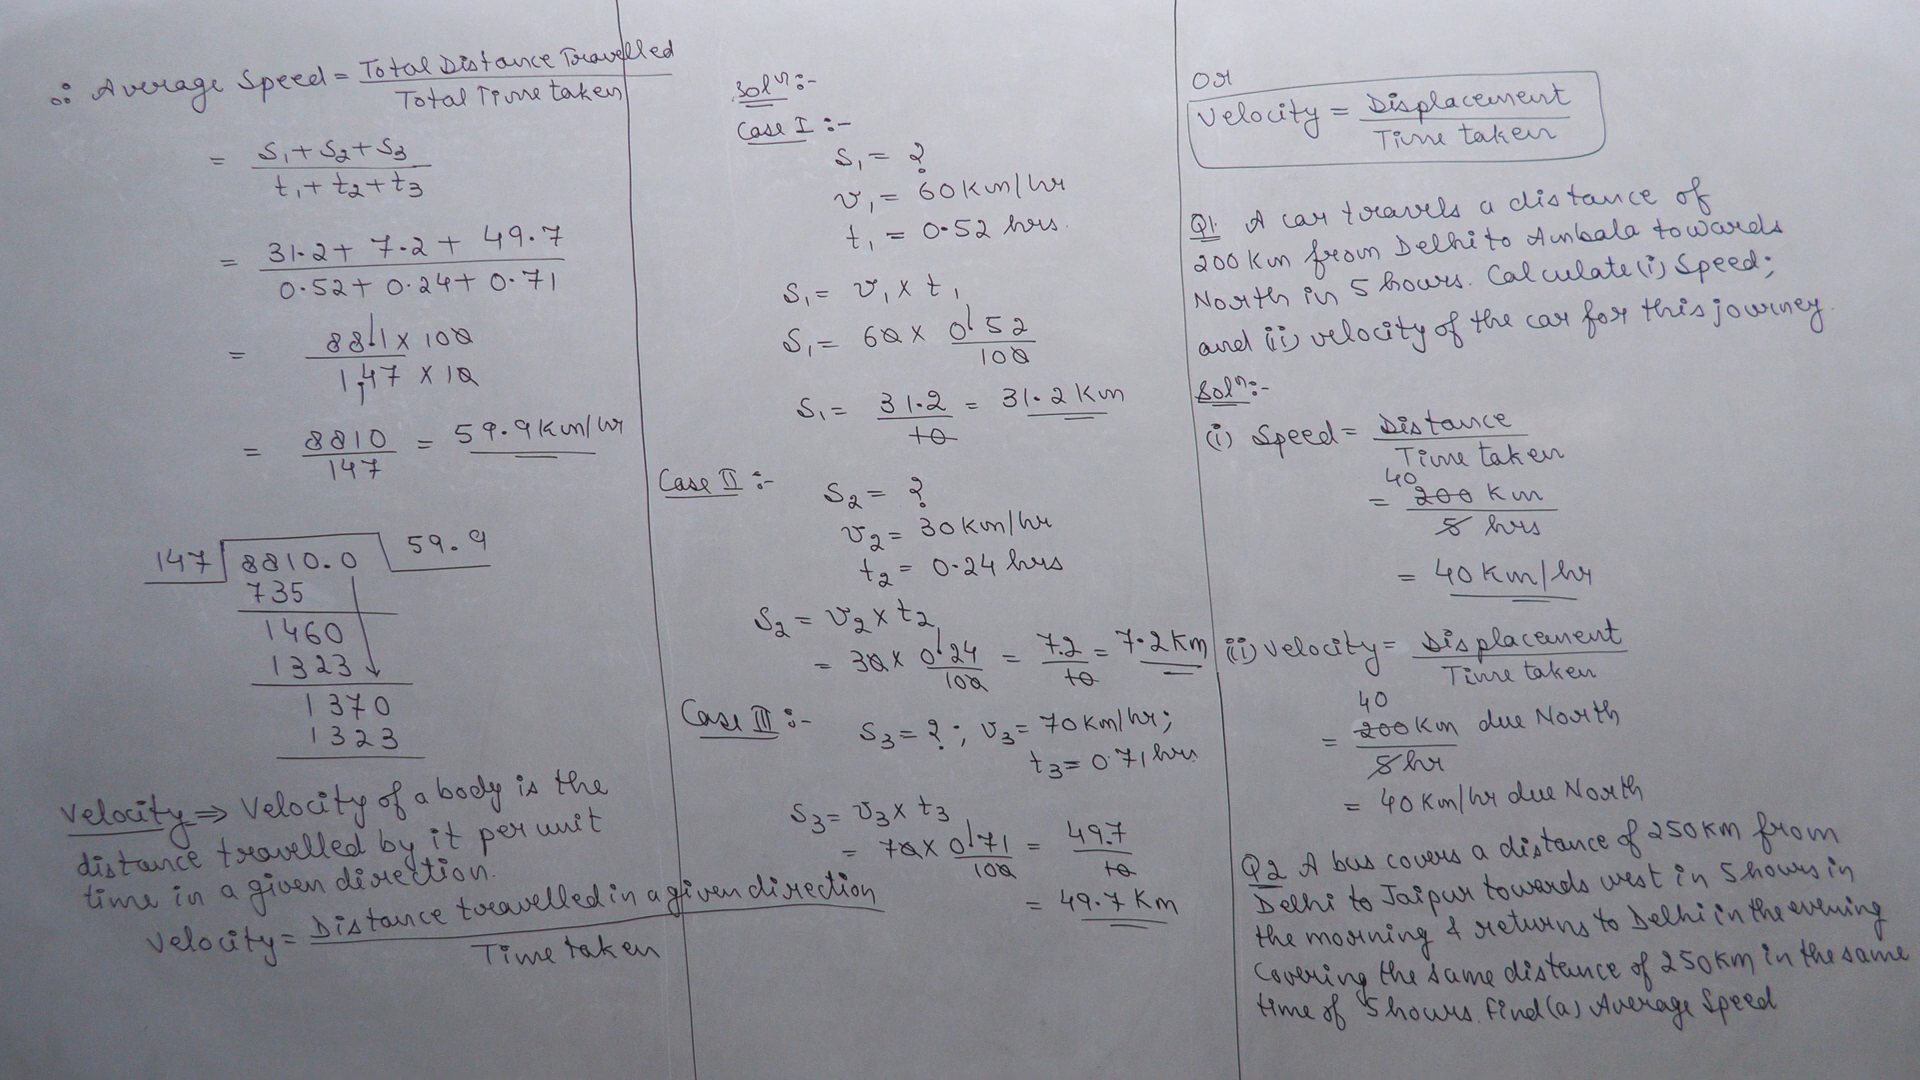 ∴ Average Speed = Total Distance Travelled / Total Time taken
= S₁ + S₂ + S₃ / t₁ + t₂ + t₃
= 31.2 + 7.2 + 49.7 / 0.52 + 0.24 + 0.71
= 88.1 x 100 / 1.47 x 10
= 8810 / 147 = 59.9 Km/hr
147 8810.0 59.9
735
1460
1323
1370
1323
Velocity ⇒ Velocity of a body is the
distance travelled by it per unit
time in a given direction.
Velocity = Distance travelled in a given direction / Time taken
Solⁿ:-
Case I :-
S₁ = ?
v₁ = 60 Km/hr
t₁ = 0.52 hrs.
S₁ = v₁ x t₁
S₁ = 60 x 0.52 / 100
S₁ = 31.2 / 10 = 31.2 Km
Case II :-
S₂ = ?
v₂ = 30 Km/hr
t₂ = 0.24 hrs
S₂ = v₂ x t₂
= 30 x 0.24 / 100 = 7.2 / 10 = 7.2 Km
Case III :-
S₃ = ? ; v₃ = 70 Km/hr;
t₃ = 0.71 hrs
S₃ = v₃ x t₃
= 70 x 0.71 / 100 = 49.7 / 10
= 49.7 Km
Or
Velocity = Displacement / Time taken
Q1. A car travels a distance of
200 Km from Delhi to Ambala towards
North in 5 hours. Calculate (i) Speed;
and (ii) velocity of the car for this journey.
Solⁿ:-
(i) Speed = Distance / Time taken
40
= 200 Km / 5 hrs
= 40 Km/hr
(ii) Velocity = Displacement / Time taken
40
= 200 Km due North / 5 hr
= 40 Km/hr due North
Q2 A bus covers a distance of 250 Km from
Delhi to Jaipur towards west in 5 hours in
the morning & returns to Delhi in the evening
Covering the same distance of 250 Km in the same
time of 5 hours. Find (a) Average Speed